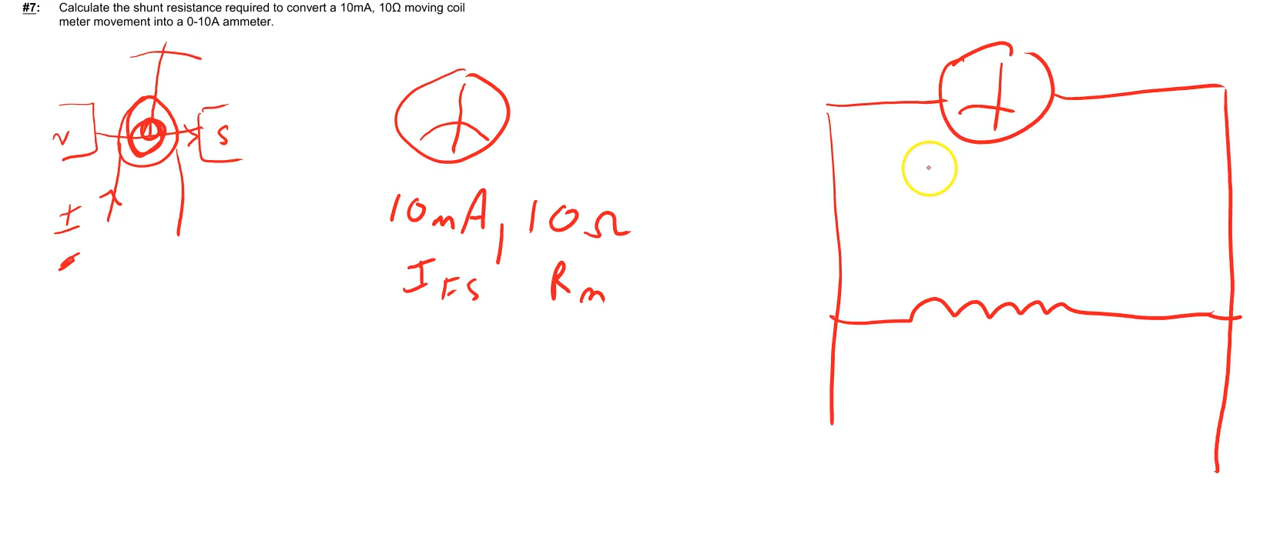 #7: Calculate the shunt resistance required to convert a 10mA, 10Ω moving coil
meter movement into a 0-10A ammeter.
N
S
±
10mA, 10Ω
I FS Rm